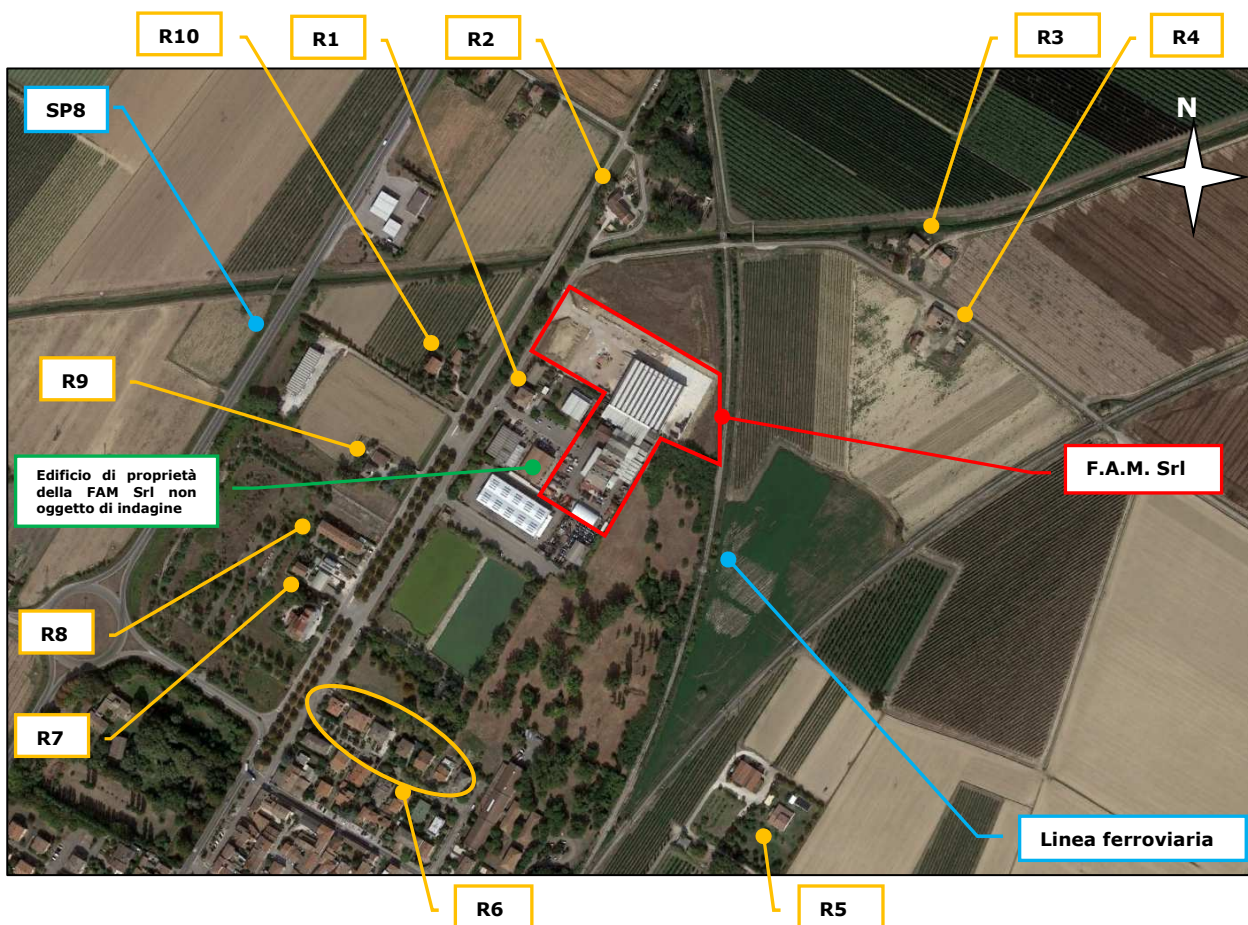 R10
R1
R2
R3
R4
SP8
N
R9
Edificio di proprietà
della FAM Srl non
oggetto di indagine
F.A.M. Srl
R8
R7
Linea ferroviaria
R6
R5